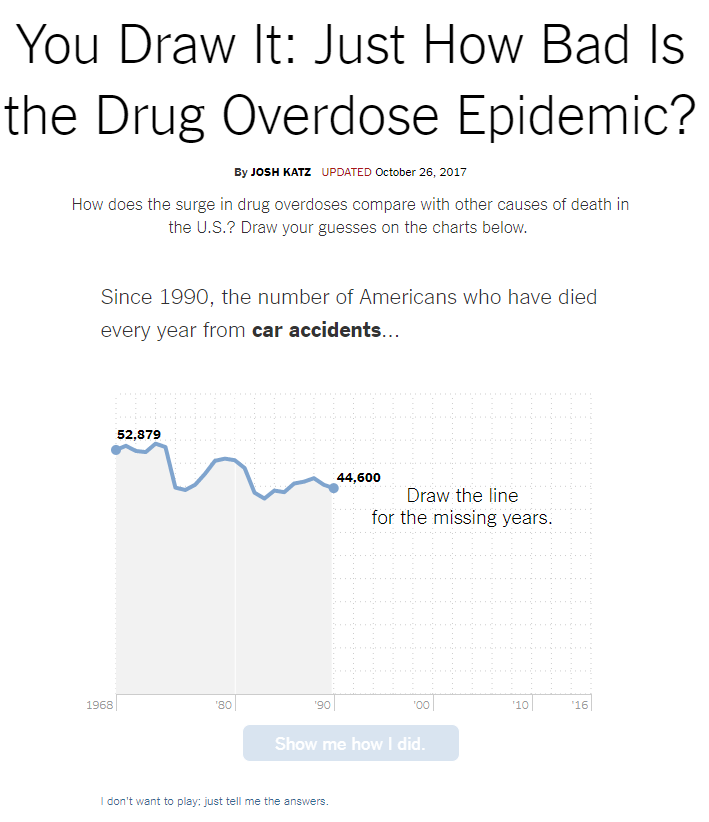 You Draw It: Just How Bad Is
the Drug Overdose Epidemic?
By JOSH KATZ UPDATED October 26, 2017
How does the surge in drug overdoses compare with other causes of death in
the U.S.? Draw your guesses on the charts below.
Since 1990, the number of Americans who have died
every year from car accidents...
52,879
44,600
Draw the line
for the missing years.
1968 '80 '90 '00 '10 '16
Show me how I did.
I don't want to play; just tell me the answers.